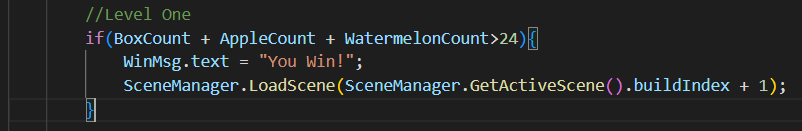 //Level One
if(BoxCount + AppleCount + WatermelonCount>24){
WinMsg.text = "You Win!";
SceneManager.LoadScene(SceneManager.GetActiveScene().buildIndex + 1);
}